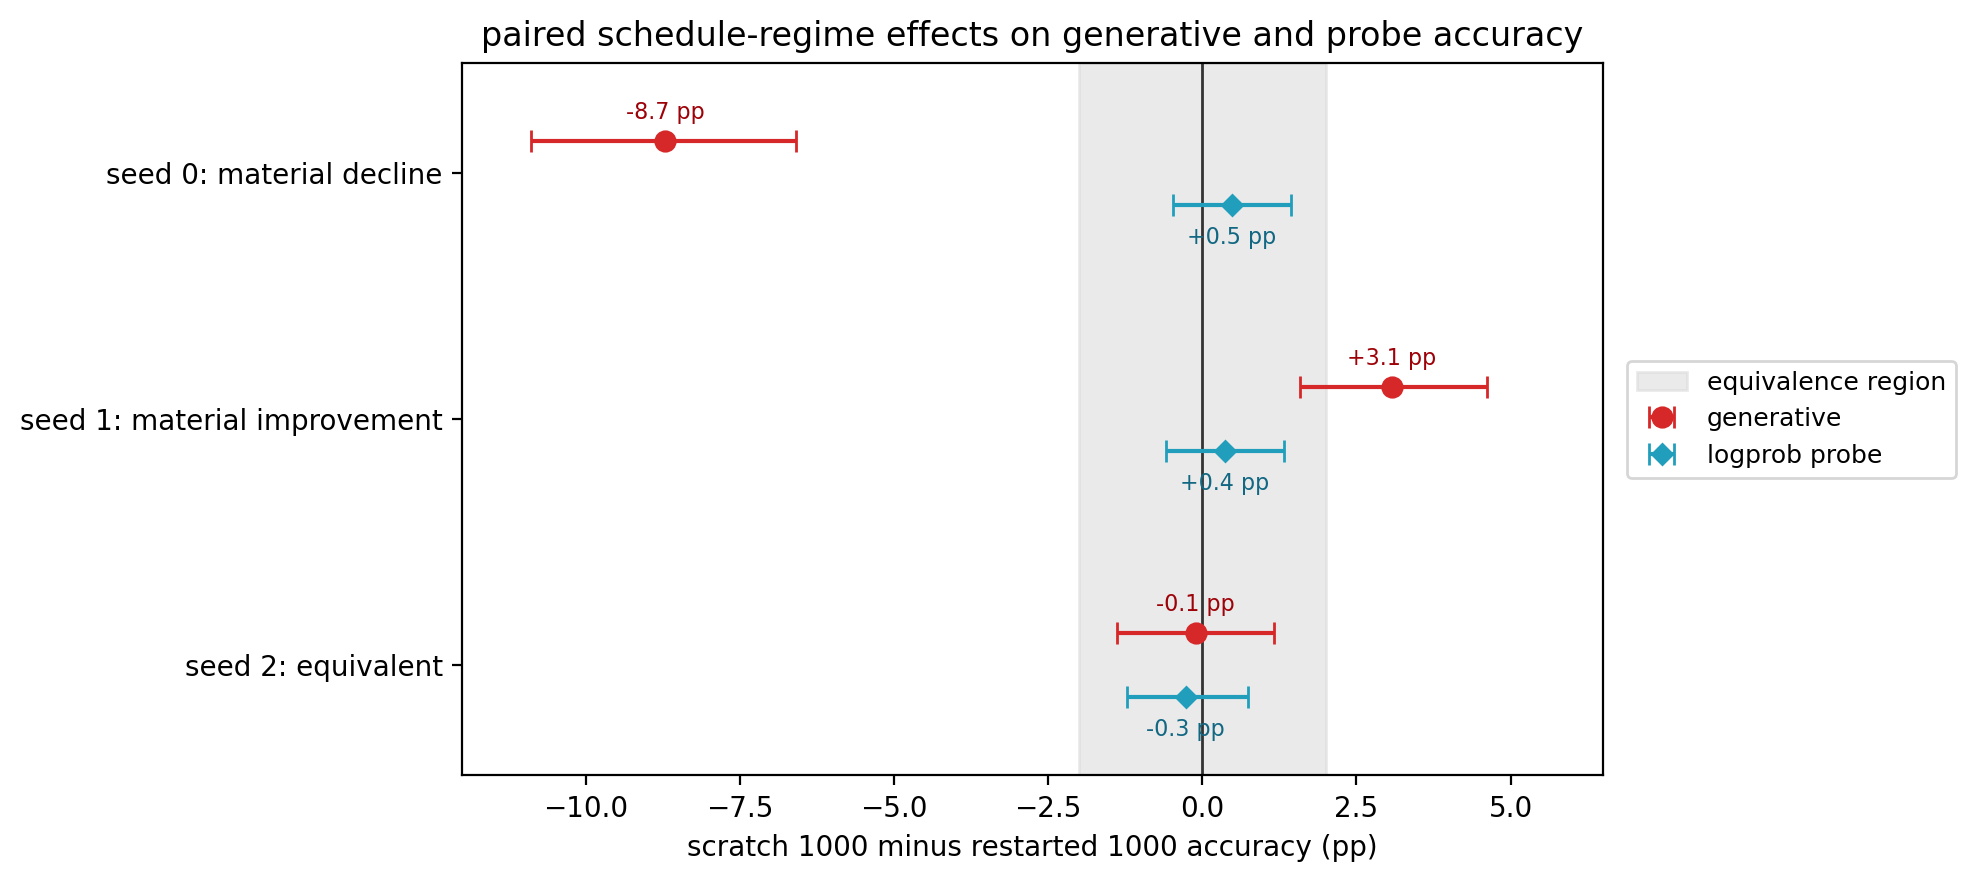 paired schedule-regime effects on generative and probe accuracy
-8.7 pp
seed 0: material decline
+0.5 pp
+3.1 pp
seed 1: material improvement
+0.4 pp
-0.1 pp
seed 2: equivalent
-0.3 pp
equivalence region
generative
logprob probe
−10.0 −7.5 −5.0 −2.5 0.0 2.5 5.0
scratch 1000 minus restarted 1000 accuracy (pp)